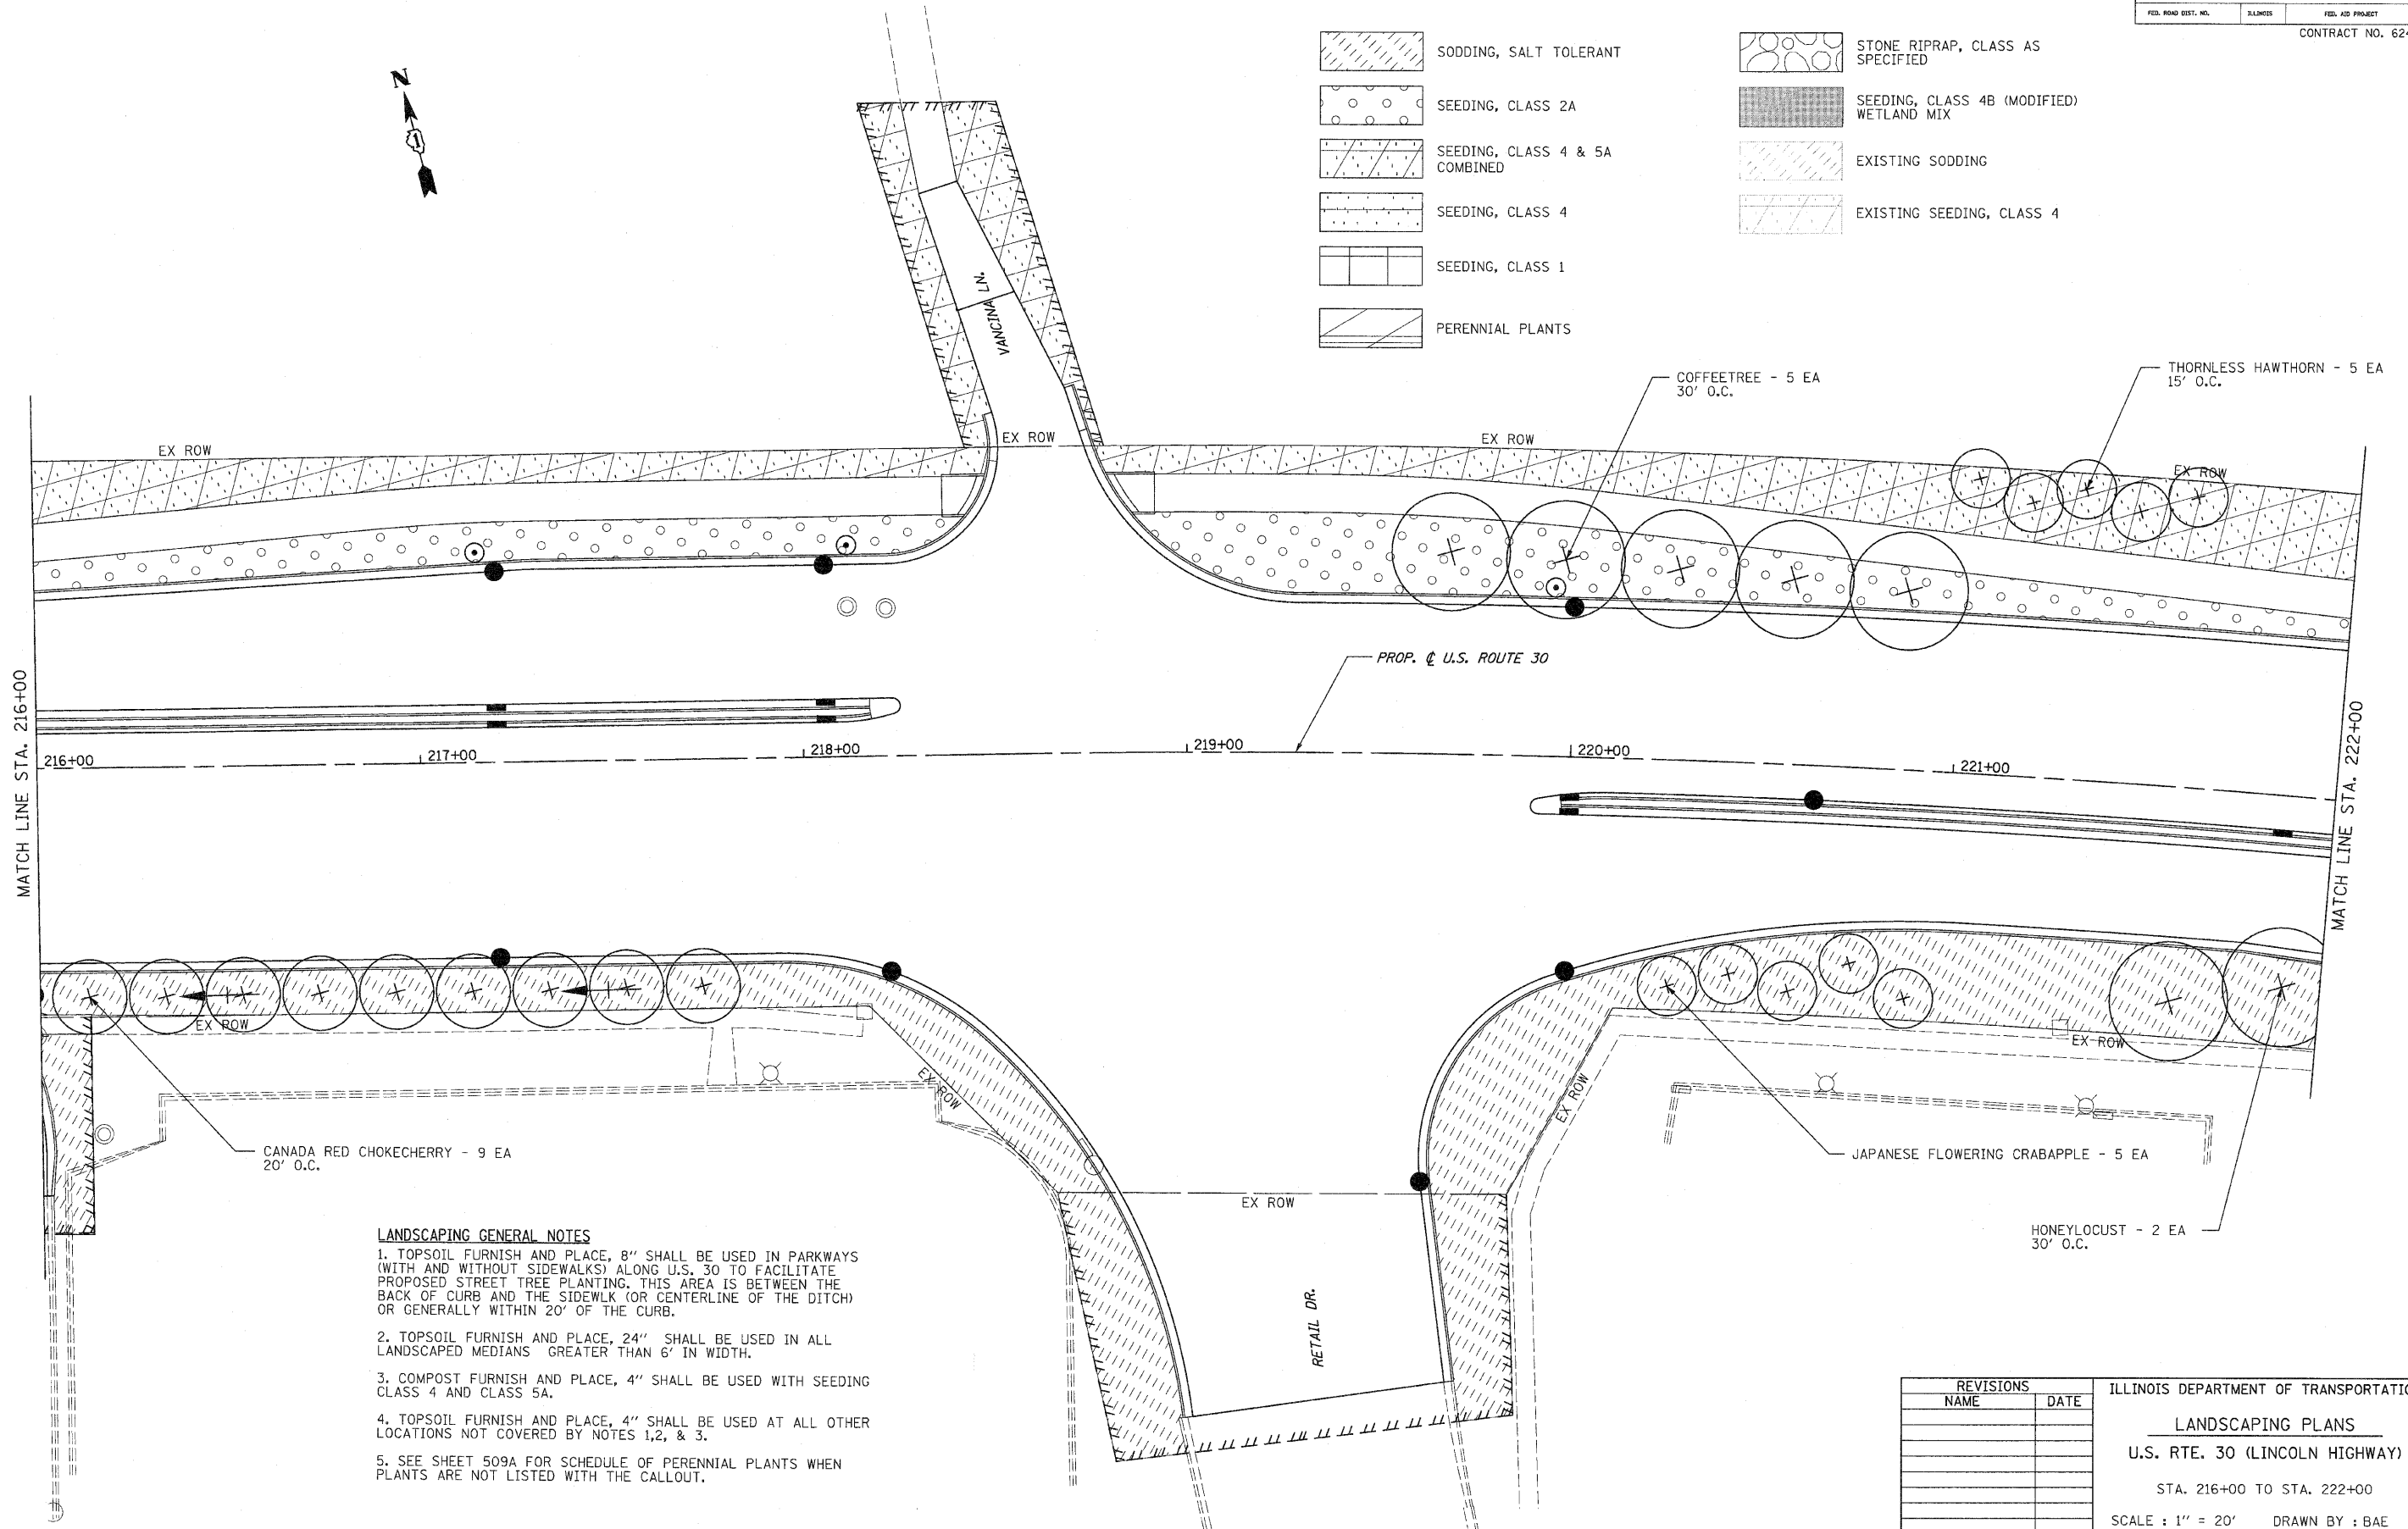 FED. ROAD DIST. NO. ILLINOIS FED. AID PROJECT
CONTRACT NO. 624
N
1
SODDING, SALT TOLERANT
SEEDING, CLASS 2A
SEEDING, CLASS 4 & 5A
COMBINED
SEEDING, CLASS 4
SEEDING, CLASS 1
PERENNIAL PLANTS
STONE RIPRAP, CLASS AS
SPECIFIED
SEEDING, CLASS 4B (MODIFIED)
WETLAND MIX
EXISTING SODDING
EXISTING SEEDING, CLASS 4
VANCINA LN.
COFFEETREE - 5 EA
30' O.C.
THORNLESS HAWTHORN - 5 EA
15' O.C.
EX ROW
EX ROW
EX ROW
EX ROW
PROP. ℄ U.S. ROUTE 30
MATCH LINE STA. 216+00
216+00
217+00
218+00
219+00
220+00
221+00
MATCH LINE STA. 222+00
EX ROW
EX ROW
EX ROW
EX ROW
EX ROW
CANADA RED CHOKECHERRY - 9 EA
20' O.C.
JAPANESE FLOWERING CRABAPPLE - 5 EA
HONEYLOCUST - 2 EA
30' O.C.
RETAIL DR.
LANDSCAPING GENERAL NOTES
1. TOPSOIL FURNISH AND PLACE, 8" SHALL BE USED IN PARKWAYS
(WITH AND WITHOUT SIDEWALKS) ALONG U.S. 30 TO FACILITATE
PROPOSED STREET TREE PLANTING. THIS AREA IS BETWEEN THE
BACK OF CURB AND THE SIDEWLK (OR CENTERLINE OF THE DITCH)
OR GENERALLY WITHIN 20' OF THE CURB.
2. TOPSOIL FURNISH AND PLACE, 24" SHALL BE USED IN ALL
LANDSCAPED MEDIANS GREATER THAN 6' IN WIDTH.
3. COMPOST FURNISH AND PLACE, 4" SHALL BE USED WITH SEEDING
CLASS 4 AND CLASS 5A.
4. TOPSOIL FURNISH AND PLACE, 4" SHALL BE USED AT ALL OTHER
LOCATIONS NOT COVERED BY NOTES 1,2, & 3.
5. SEE SHEET 509A FOR SCHEDULE OF PERENNIAL PLANTS WHEN
PLANTS ARE NOT LISTED WITH THE CALLOUT.
REVISIONS
NAME DATE
ILLINOIS DEPARTMENT OF TRANSPORTATIO
LANDSCAPING PLANS
U.S. RTE. 30 (LINCOLN HIGHWAY)
STA. 216+00 TO STA. 222+00
SCALE : 1" = 20' DRAWN BY : BAE